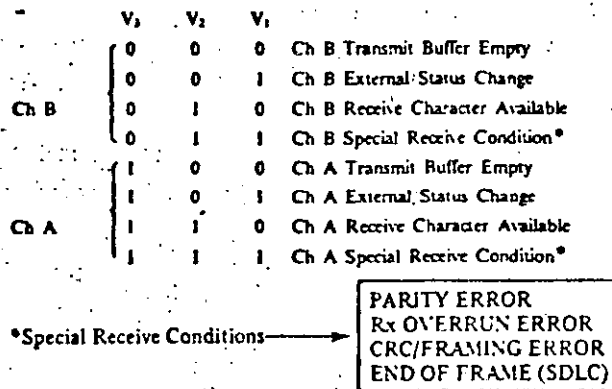 V₃ V₂ V₁
0 0 0 Ch B Transmit Buffer Empty
0 0 1 Ch B External Status Change
Ch B 0 1 0 Ch B Receive Character Available
0 1 1 Ch B Special Receive Condition*
1 0 0 Ch A Transmit Buffer Empty
1 0 1 Ch A External Status Change
Ch A 1 1 0 Ch A Receive Character Available
1 1 1 Ch A Special Receive Condition*
*Special Receive Conditions
PARITY ERROR
Rx OVERRUN ERROR
CRC/FRAMING ERROR
END OF FRAME (SDLC)